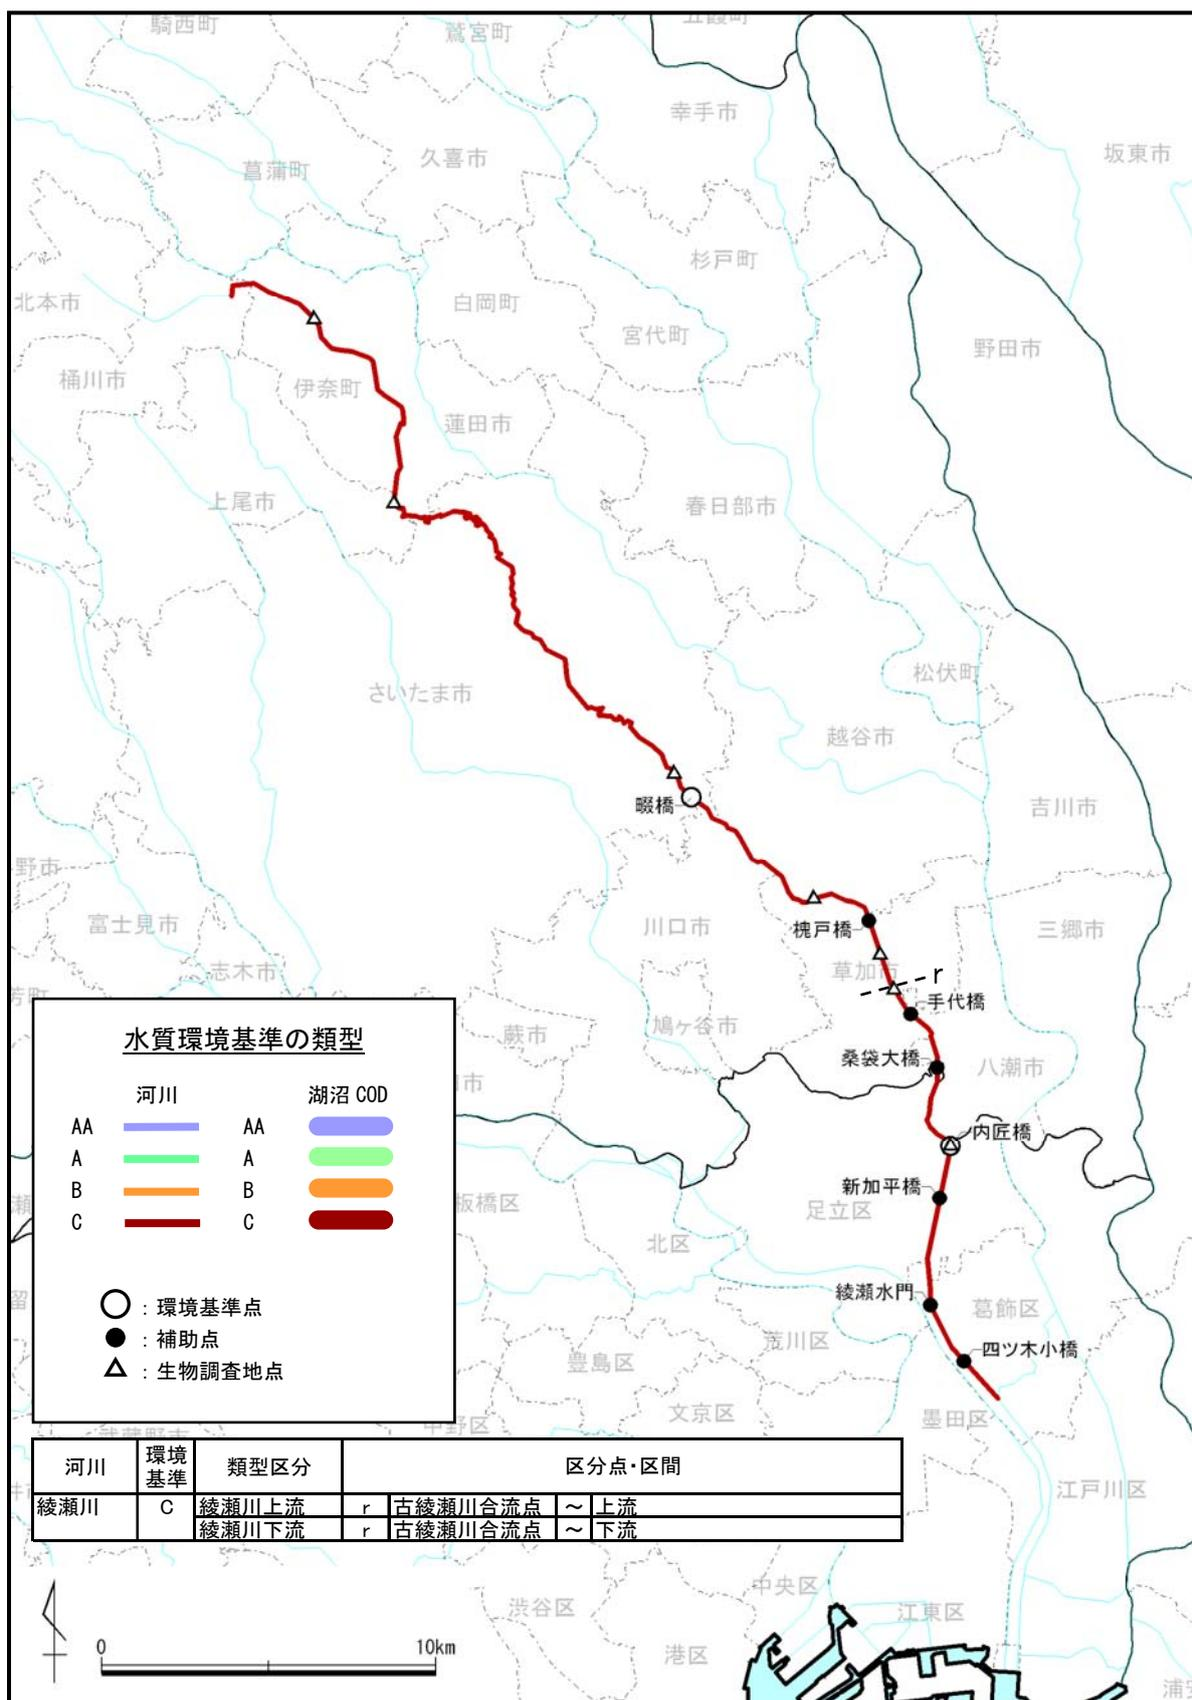 騎西町
鷲宮町
五霞町
幸手市
坂東市
菖蒲町
久喜市
杉戸町
北本市
白岡町
宮代町
野田市
桶川市
伊奈町
蓮田市
上尾市
春日部市
さいたま市
松伏町
越谷市
吉川市
畷橋
野市
富士見市
川口市
槐戸橋
三郷市
志木市
草加市
r
手代橋
鳩ヶ谷市
蕨市
桑袋大橋
八潮市
田市
内匠橋
新加平橋
足立区
板橋区
北区
綾瀬水門
葛飾区
荒川区
四ツ木小橋
豊島区
文京区
墨田区
中野区
武蔵野市
江戸川区
中央区
渋谷区
江東区
港区
水質環境基準の類型
河川 湖沼 COD
AA AA
A A
B B
C C
○ : 環境基準点
● : 補助点
△ : 生物調査地点
河川 環境基準 類型区分 区分点・区間
綾瀬川 C 綾瀬川上流 r 古綾瀬川合流点 ～ 上流
綾瀬川下流 r 古綾瀬川合流点 ～ 下流
0 10km